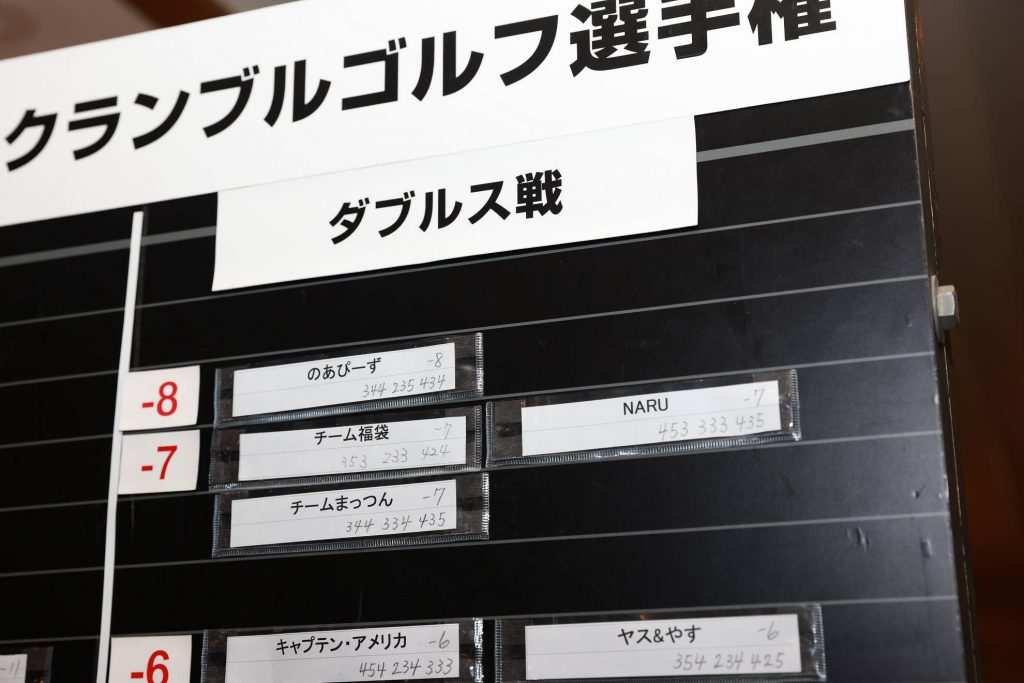 クランブルゴルフ選手権
ダブルス戦
-8
のあぴーず -8
344 235 434
-7
チーム福袋 -7
353 233 424
NARU -7
453 333 435
チームまっつん -7
344 334 435
-6
キャプテン・アメリカ -6
454 234 333
ヤス&やす -6
354 234 425
-11